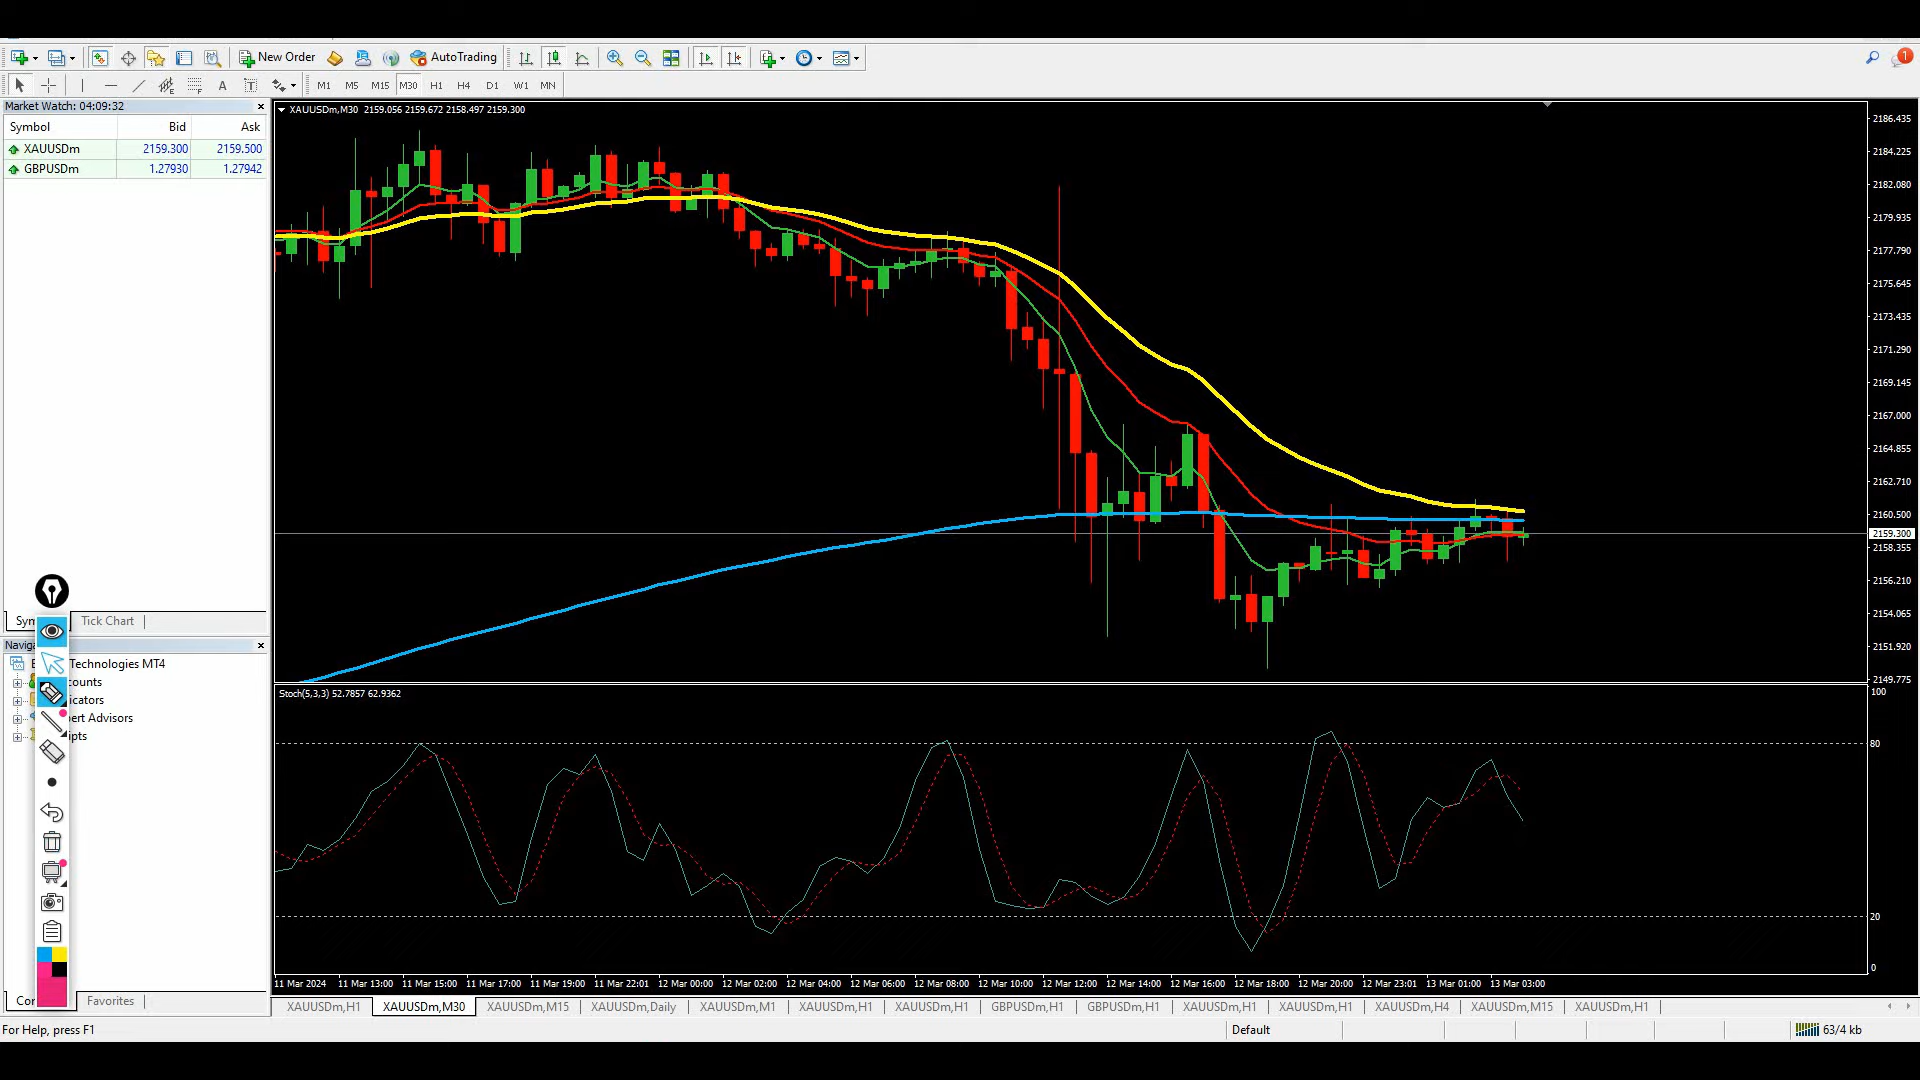 New Order
AutoTrading
M1 M5 M15 M30 H1 H4 D1 W1 MN
Market Watch: 04:09:32
Symbol Bid Ask
XAUUSDm 2159.300 2159.500
GBPUSDm 1.27930 1.27942
Tick Chart
Technologies MT4
Favorites
XAUUSDm,M30 2159.056 2159.672 2158.497 2159.300
2186.435
2184.225
2182.080
2179.935
2177.790
2175.645
2173.435
2171.290
2169.145
2167.000
2164.855
2162.710
2160.500
2159.300
2158.355
2156.210
2154.065
2151.920
2149.775
Stoch(5,3,3) 52.7857 62.9362
100
80
20
0
11 Mar 2024 11 Mar 13:00 11 Mar 15:00 11 Mar 17:00 11 Mar 19:00 11 Mar 22:01 12 Mar 00:00 12 Mar 02:00 12 Mar 04:00 12 Mar 06:00 12 Mar 08:00 12 Mar 10:00 12 Mar 12:00 12 Mar 14:00 12 Mar 16:00 12 Mar 18:00 12 Mar 20:00 12 Mar 23:01 13 Mar 01:00 13 Mar 03:00
XAUUSDm,H1 XAUUSDm,M30 XAUUSDm,M15 XAUUSDm,Daily XAUUSDm,M1 XAUUSDm,H1 XAUUSDm,H1 GBPUSDm,H1 GBPUSDm,H1 XAUUSDm,H1 XAUUSDm,H1 XAUUSDm,H4 XAUUSDm,M15 XAUUSDm,H1
For Help, press F1
Default
63/4 kb
1